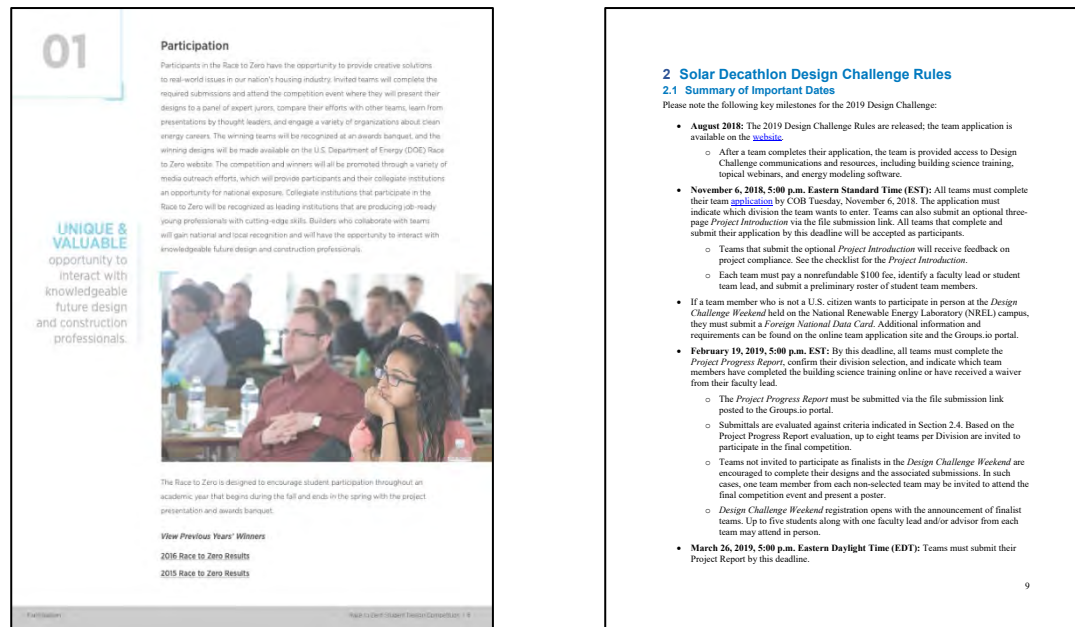 01
Participation
Participants in the Race to Zero have the opportunity to provide creative solutions
to real-world issues in our nation's housing industry. Invited teams will complete the
required submissions and attend the competition event where they will present their
designs to a panel of expert jurors, compare their efforts with other teams, learn from
presentations by thought leaders, and engage a variety of organizations about clean
energy careers. The winning teams will be recognized at an awards banquet, and the
winning designs will be made available on the U.S. Department of Energy (DOE) Race
to Zero website. The competition and winners will all be promoted through a variety of
media outreach efforts, which will provide participants and their collegiate institutions
an opportunity for national exposure. Collegiate institutions that participate in the
Race to Zero will be recognized as leading institutions that are producing job-ready
young professionals with cutting-edge skills. Builders who collaborate with teams
will gain national and local recognition and will have the opportunity to interact with
knowledgeable future design and construction professionals.
UNIQUE &
VALUABLE
opportunity to
interact with
knowledgeable
future design
and construction
professionals.
The Race to Zero is designed to encourage student participation throughout an
academic year that begins during the fall and ends in the spring with the project
presentation and awards banquet.
View Previous Years' Winners
2016 Race to Zero Results
2015 Race to Zero Results
Participation
2 Solar Decathlon Design Challenge Rules
2.1 Summary of Important Dates
Please note the following key milestones for the 2019 Design Challenge:
• August 2018: The 2019 Design Challenge Rules are released; the team application is
available on the website.
o After a team completes their application, the team is provided access to Design
Challenge communications and resources, including building science training,
topical webinars, and energy modeling software.
• November 6, 2018, 5:00 p.m. Eastern Standard Time (EST): All teams must complete
their team application by COB Tuesday, November 6, 2018. The application must
indicate which division the team wants to enter. Teams can also submit an optional three-
page Project Introduction via the file submission link. All teams that complete and
submit their application by this deadline will be accepted as participants.
o Teams that submit the optional Project Introduction will receive feedback on
project compliance. See the checklist for the Project Introduction.
o Each team must pay a nonrefundable $100 fee, identify a faculty lead or student
team lead, and submit a preliminary roster of student team members.
• If a team member who is not a U.S. citizen wants to participate in person at the Design
Challenge Weekend held on the National Renewable Energy Laboratory (NREL) campus,
they must submit a Foreign National Data Card. Additional information and
requirements can be found on the online team application site and the Groups.io portal.
• February 19, 2019, 5:00 p.m. EST: By this deadline, all teams must complete the
Project Progress Report, confirm their division selection, and indicate which team
members have completed the building science training online or have received a waiver
from their faculty lead.
o The Project Progress Report must be submitted via the file submission link
posted to the Groups.io portal.
o Submittals are evaluated against criteria indicated in Section 2.4. Based on the
Project Progress Report evaluation, up to eight teams per Division are invited to
participate in the final competition.
o Teams not invited to participate as finalists in the Design Challenge Weekend are
encouraged to complete their designs and the associated submissions. In such
cases, one team member from each non-selected team may be invited to attend the
final competition event and present a poster.
o Design Challenge Weekend registration opens with the announcement of finalist
teams. Up to five students along with one faculty lead and/or advisor from each
team may attend in person.
• March 26, 2019, 5:00 p.m. Eastern Daylight Time (EDT): Teams must submit their
Project Report by this deadline.
9